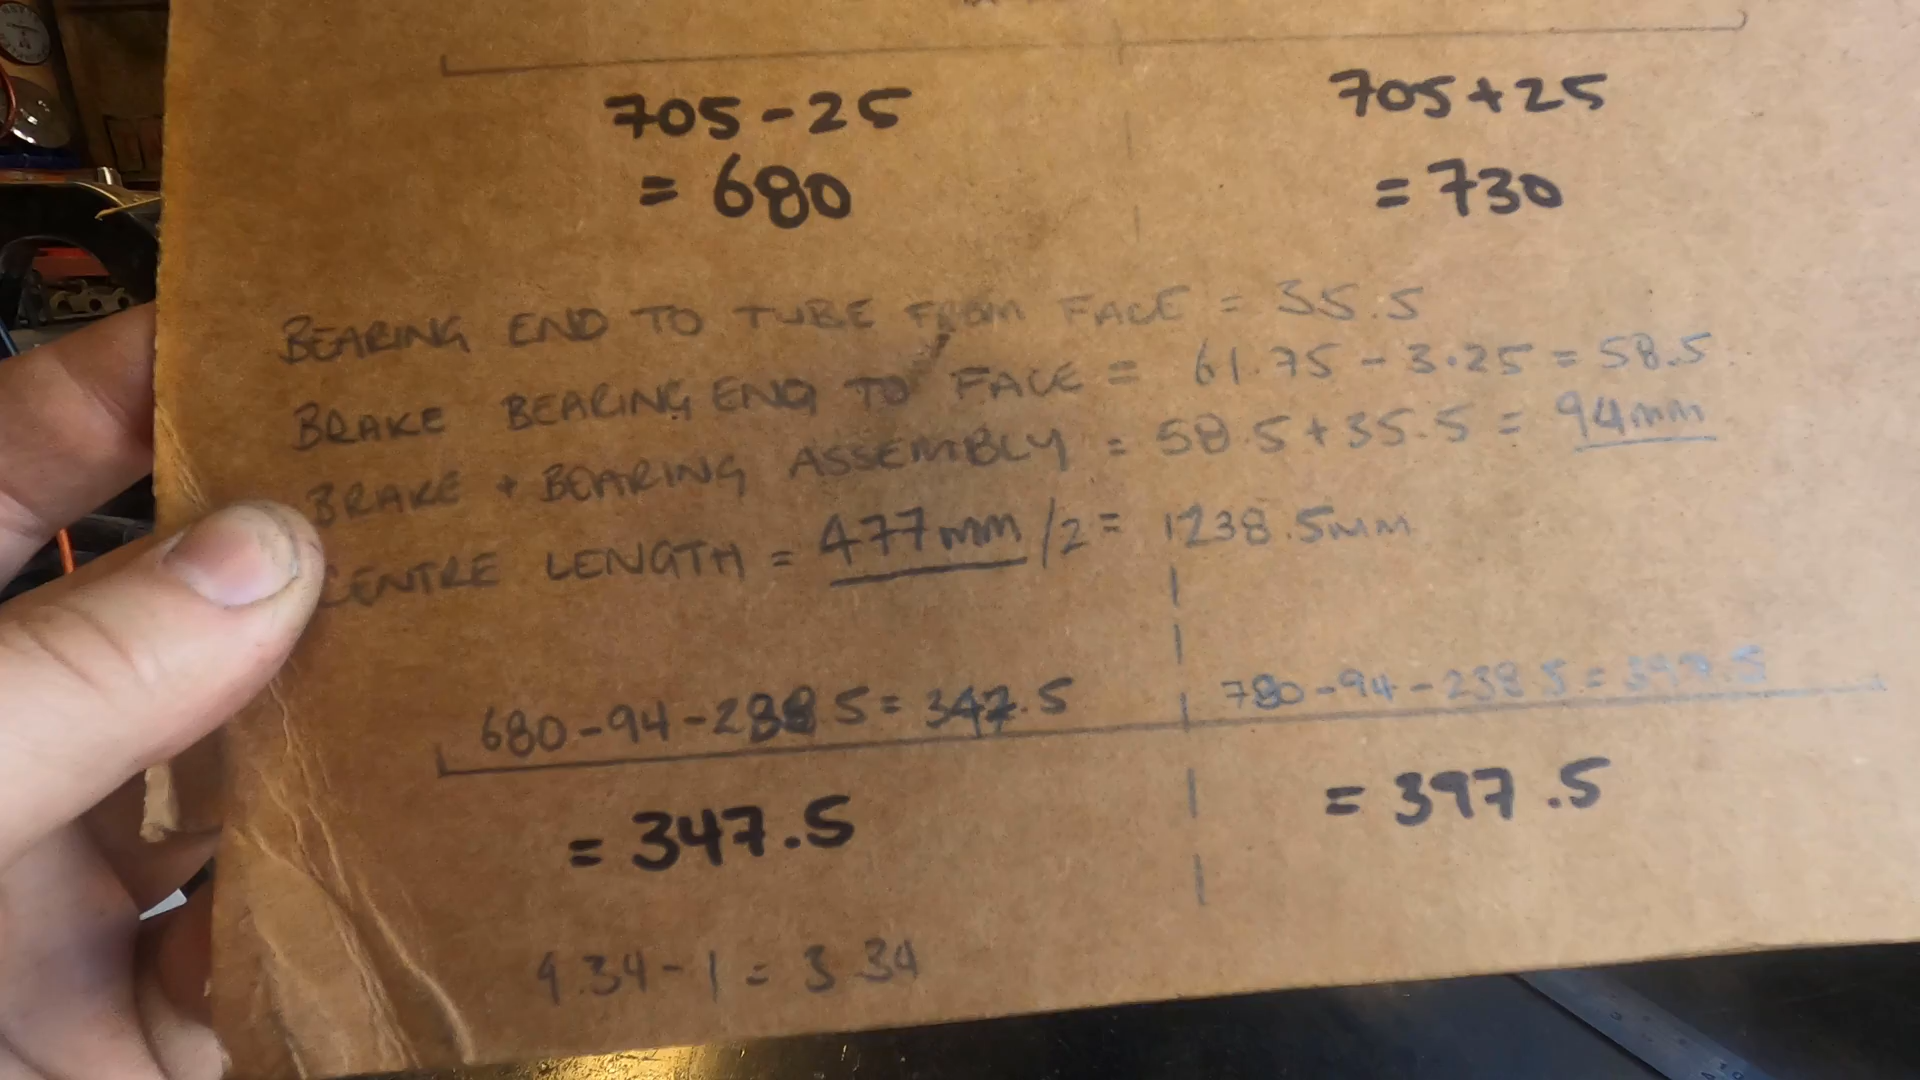 705-25
= 680
705+25
= 730
BEARING END TO TUBE FROM FACE = 35.5
BRAKE BEARING END TO FACE = 61.75 - 3.25 = 58.5
BRAKE + BEARING ASSEMBLY = 58.5+35.5 = 94mm
CENTRE LENGTH = 477mm /2 = 1238.5mm
680-94-238.5= 347.5
780-94-238.5=397.5
= 347.5
= 397.5
4.34-1 = 3.34